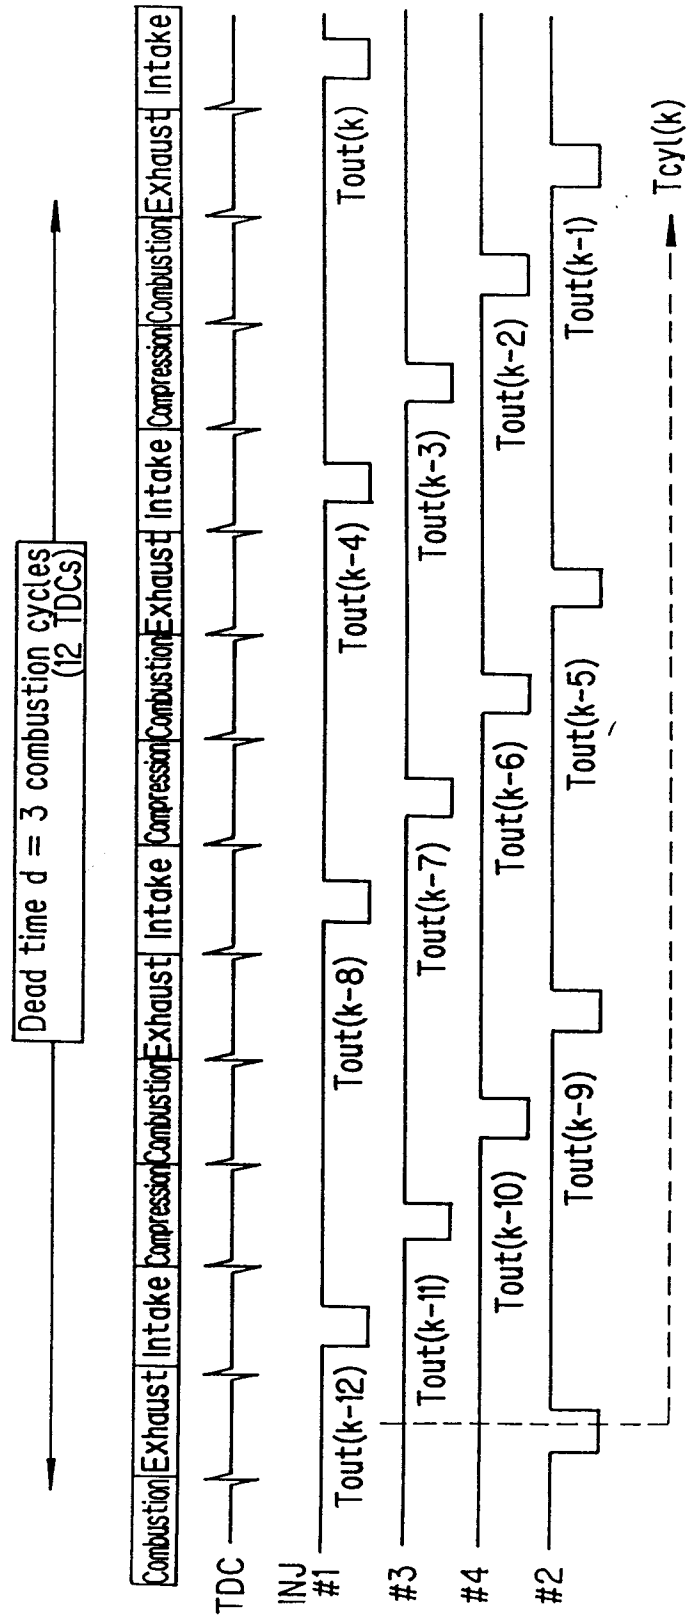 Dead time d = 3 combustion cycles
(12 TDCs)
Combustion Exhaust Intake Compression Combustion Exhaust Intake Compression Combustion Exhaust Intake Compression Combustion Exhaust Intake
TDC
INJ
#1
Tout(k-12) Tout(k-8) Tout(k-4) Tout(k)
#3
Tout(k-11) Tout(k-7) Tout(k-3)
#4
Tout(k-10) Tout(k-6) Tout(k-2)
#2
Tout(k-9) Tout(k-5) Tout(k-1)
Tcyl(k)